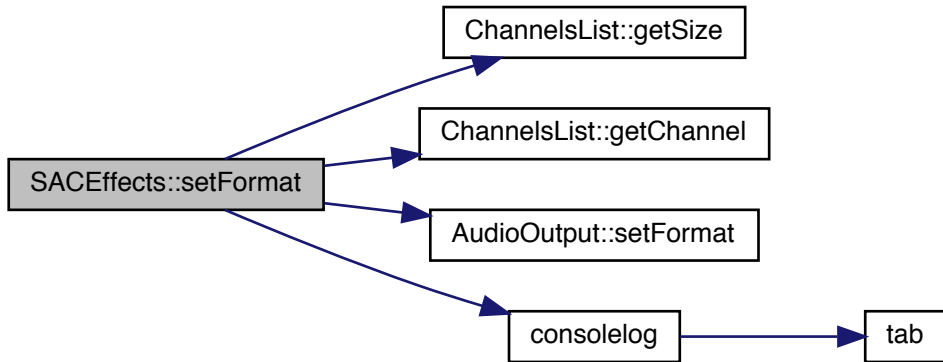 ChannelsList::getSize
ChannelsList::getChannel
SACEffects::setFormat
AudioOutput::setFormat
consolelog
tab